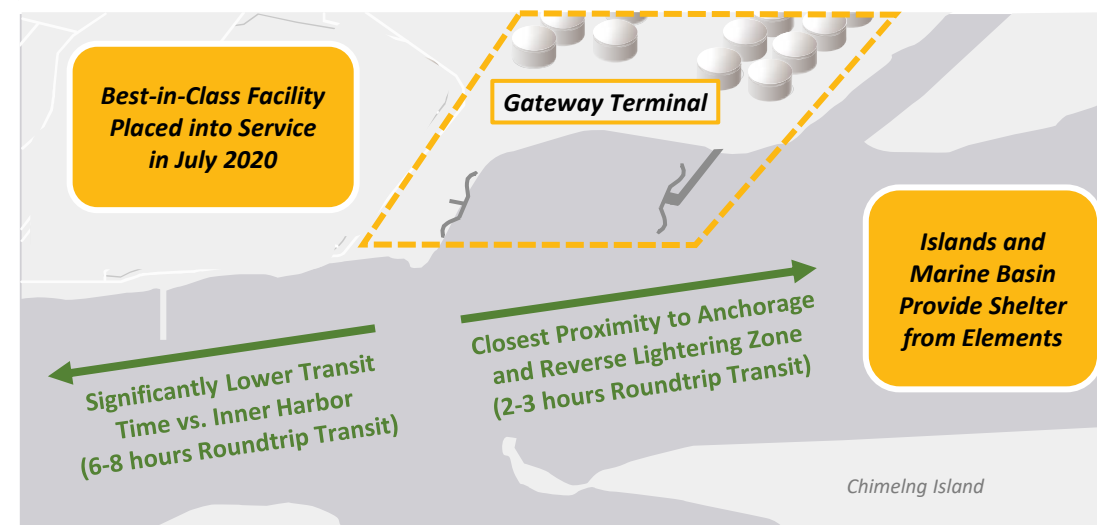 Best-in-Class Facility
Placed into Service
in July 2020
Gateway Terminal
Islands and
Marine Basin
Provide Shelter
from Elements
Closest Proximity to Anchorage
and Reverse Lightering Zone
(2-3 hours Roundtrip Transit)
Significantly Lower Transit
Time vs. Inner Harbor
(6-8 hours Roundtrip Transit)
Chimelng Island